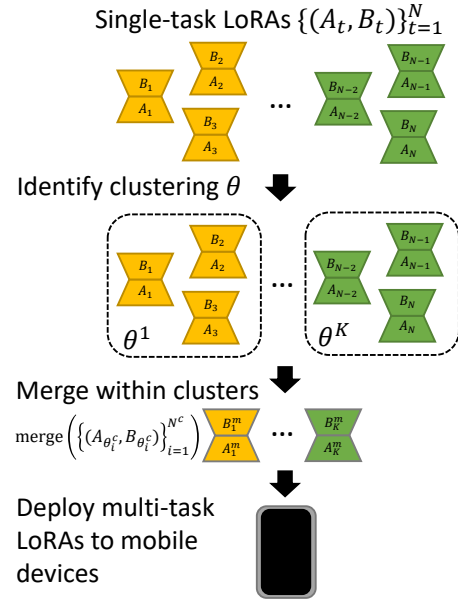 Single-task LoRAs {(A_t, B_t)}_{t=1}^N
B_1
A_1
B_2
A_2
B_3
A_3
...
B_{N-2}
A_{N-2}
B_{N-1}
A_{N-1}
B_N
A_N
Identify clustering θ
B_1
A_1
B_2
A_2
B_3
A_3
θ^1
...
B_{N-2}
A_{N-2}
B_{N-1}
A_{N-1}
B_N
A_N
θ^K
Merge within clusters
merge ({(A_{θ_i^c}, B_{θ_i^c})}_{i=1}^{N^c})
B_1^m
A_1^m
...
B_K^m
A_K^m
Deploy multi-task
LoRAs to mobile
devices